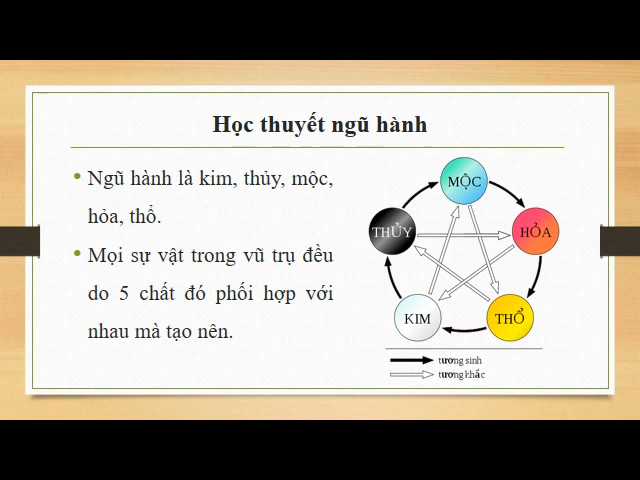 Học thuyết ngũ hành
• Ngũ hành là kim, thủy, mộc,
hỏa, thổ.
• Mọi sự vật trong vũ trụ đều
do 5 chất đó phối hợp với
nhau mà tạo nên.
MỘC
THỦY
HỎA
KIM
THỔ
tương sinh
tương khắc